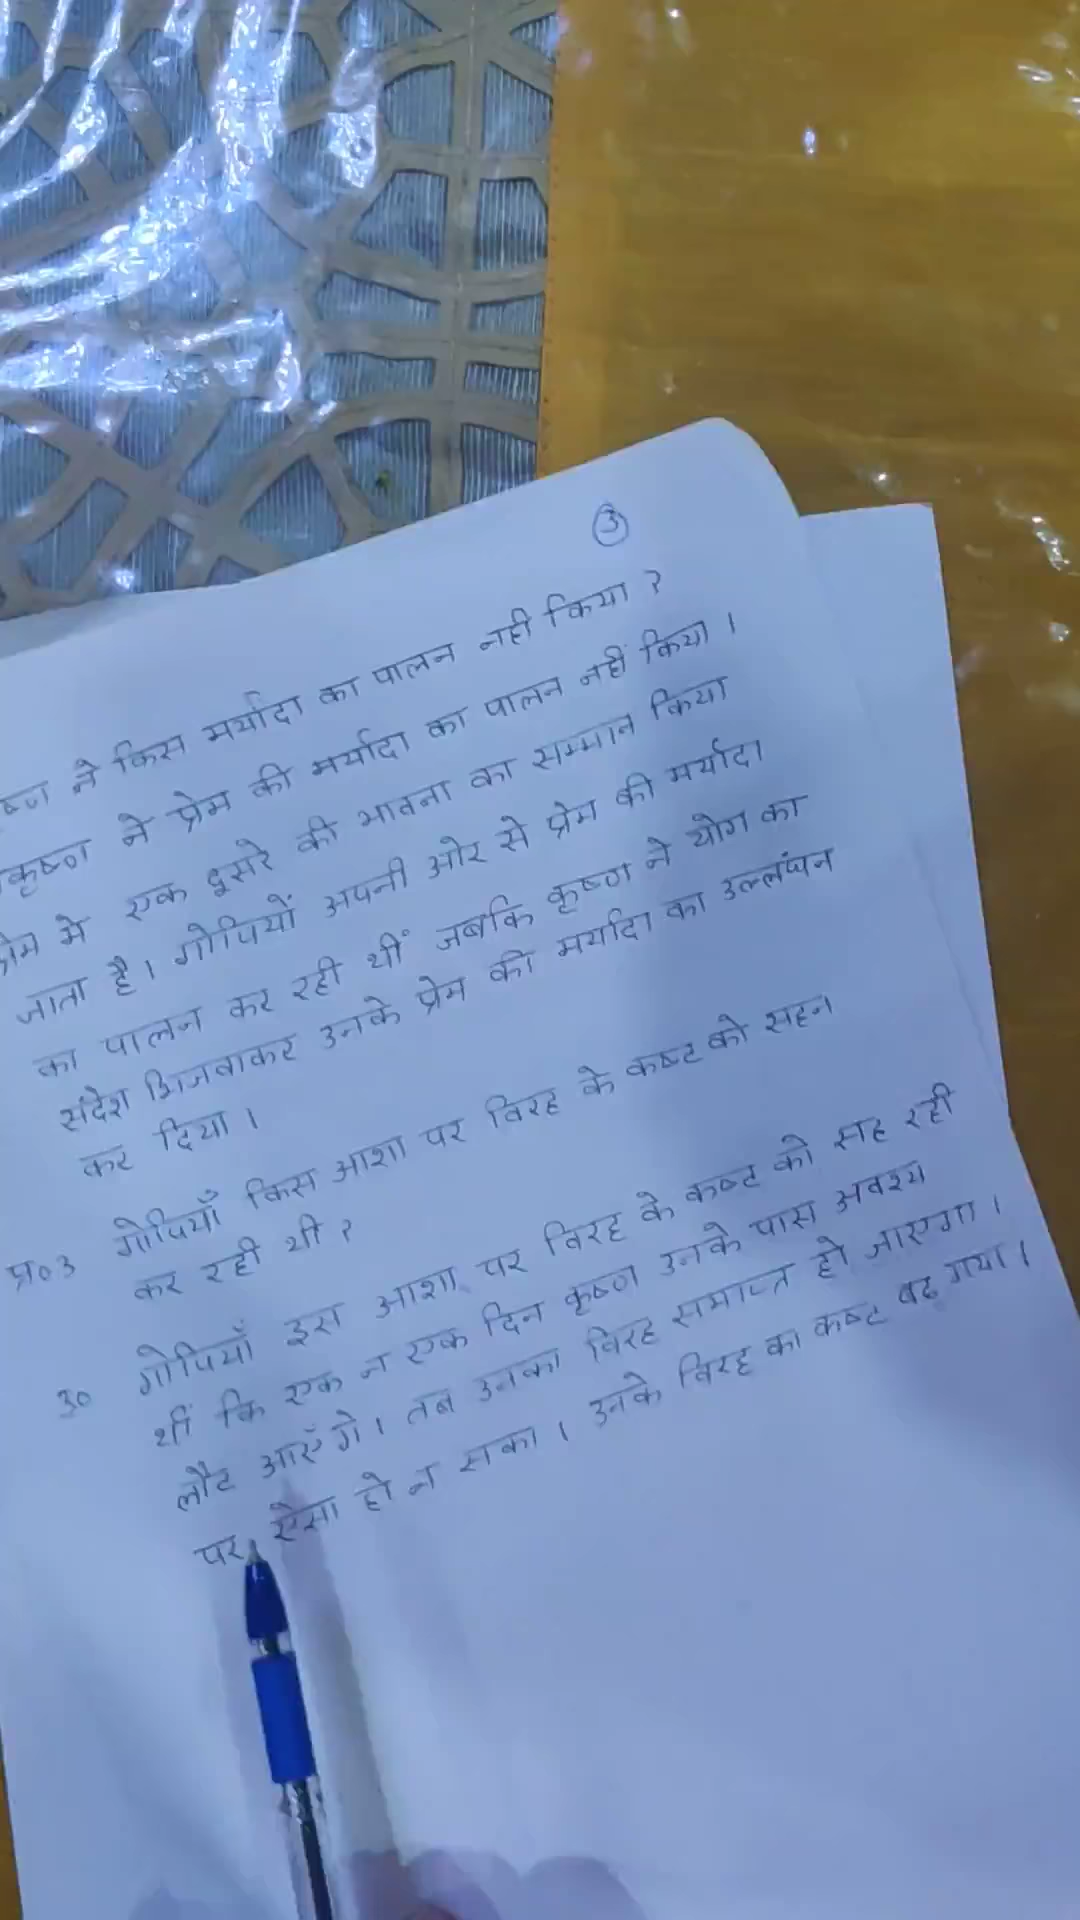 ③
ष्ण ने किस मर्यादा का पालन नही किया ?
कृष्ण ने प्रेम की मर्यादा का पालन नहीं किया ।
प्रेम मे एक दूसरे की भावना का सम्मान किया
जाता है । गोपियों अपनी ओर से प्रेम की मर्यादा
का पालन कर रही थीं जबकि कृष्ण ने योग का
संदेश भिजवाकर उनके प्रेम की मर्यादा का उल्लंघन
कर दिया ।
प्र०3 गोपियाँ किस आशा पर विरह के कष्ट को सहन
कर रही थी ?
उ० गोपियाँ इस आशा पर विरह के कष्ट को सह रही
थीं कि एक न एक दिन कृष्ण उनके पास अवश्य
लौट आएँगे । तब उनका विरह समाप्त हो जाएगा ।
पर ऐसा हो न सका । उनके विरह का कष्ट बढ़ गया ।